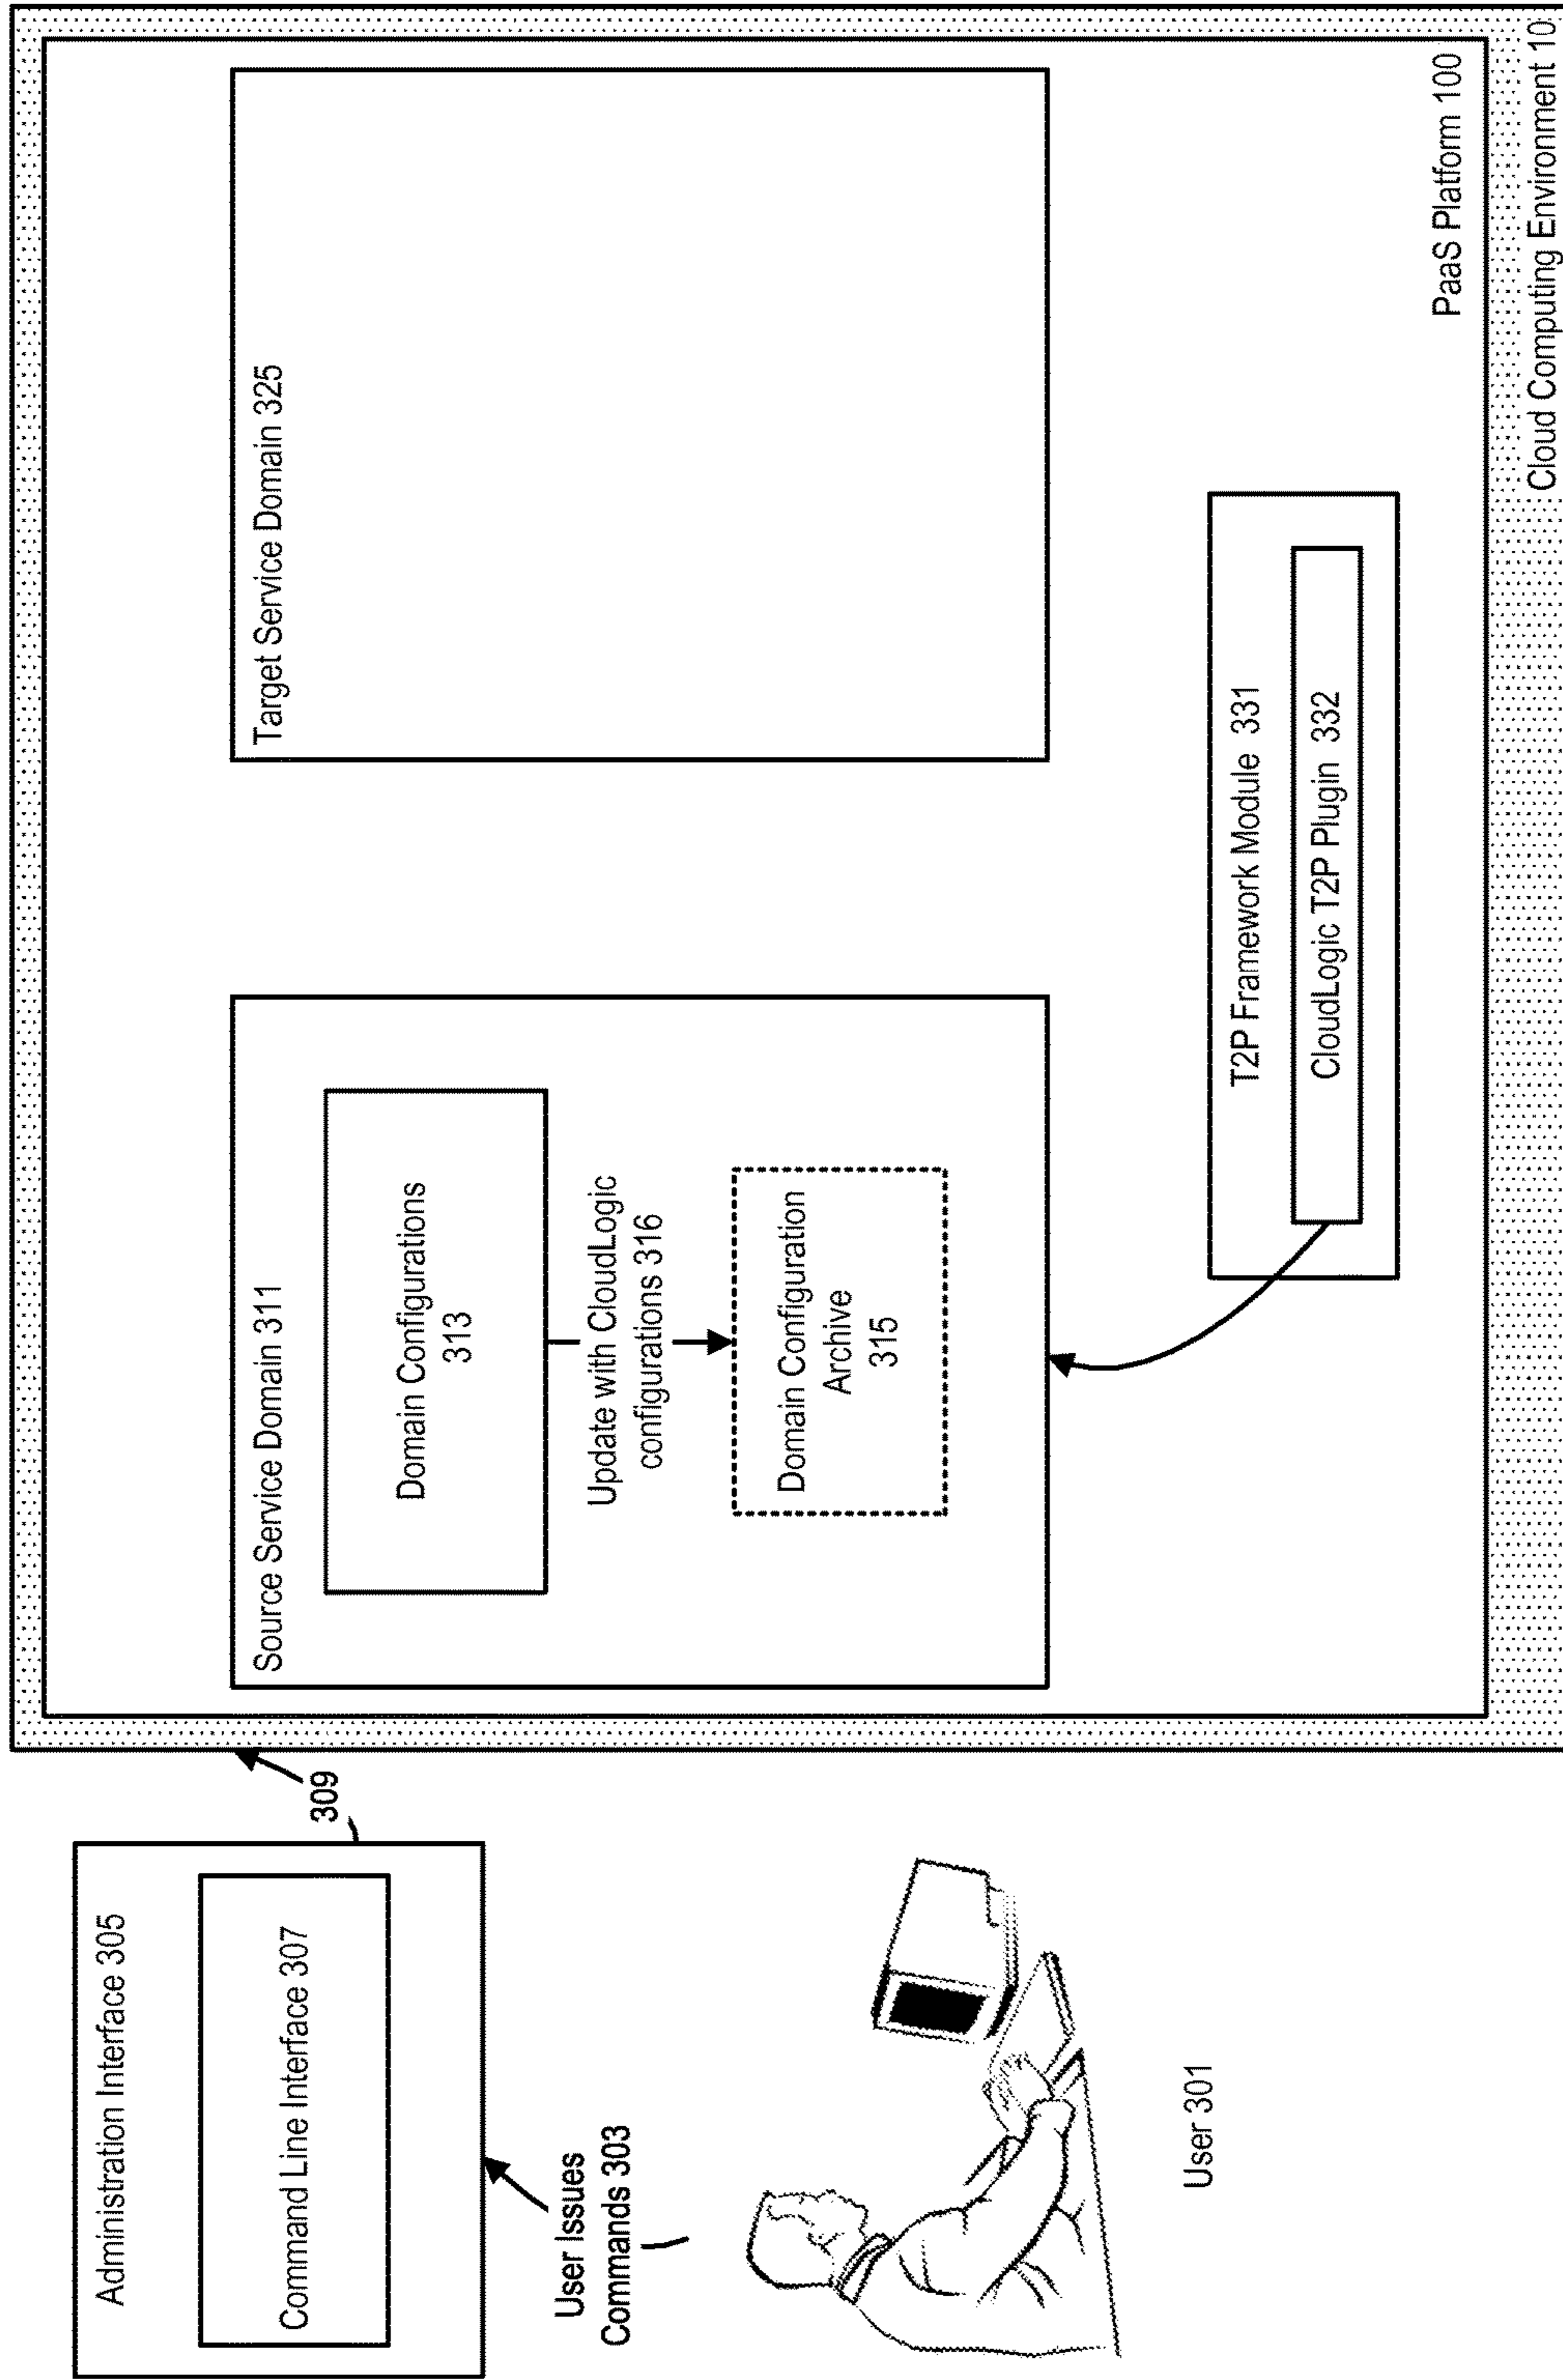 Administration Interface 305
Command Line Interface 307
309
User Issues
Commands 303
User 301
Source Service Domain 311
Domain Configurations
313
Update with CloudLogic
configurations 316
Domain Configuration
Archive
315
Target Service Domain 325
T2P Framework Module 331
CloudLogic T2P Plugin 332
PaaS Platform 100
Cloud Computing Environment 10